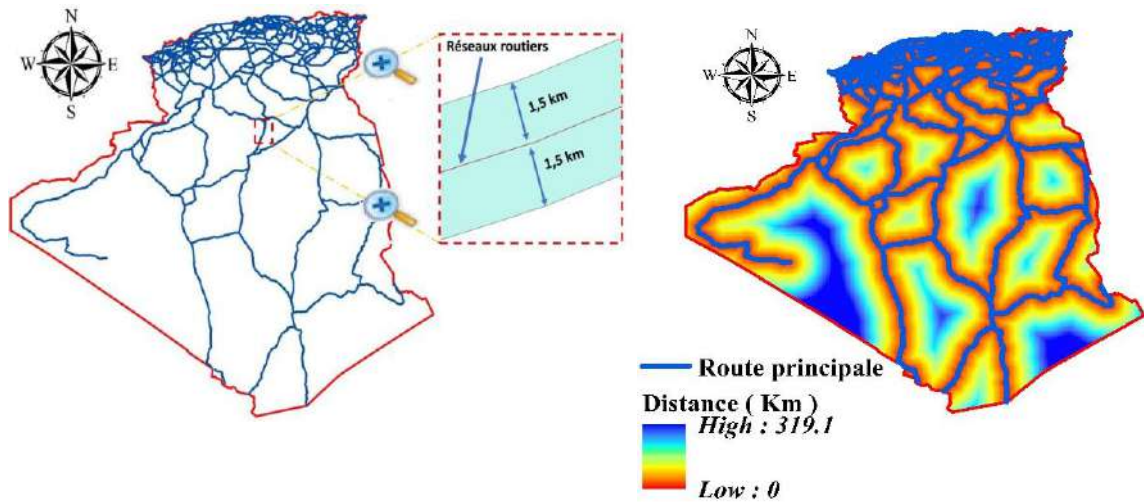 N
W E
S
Réseaux routiers
1,5 km
1,5 km
N
W E
S
Route principale
Distance ( Km )
High : 319.1
Low : 0